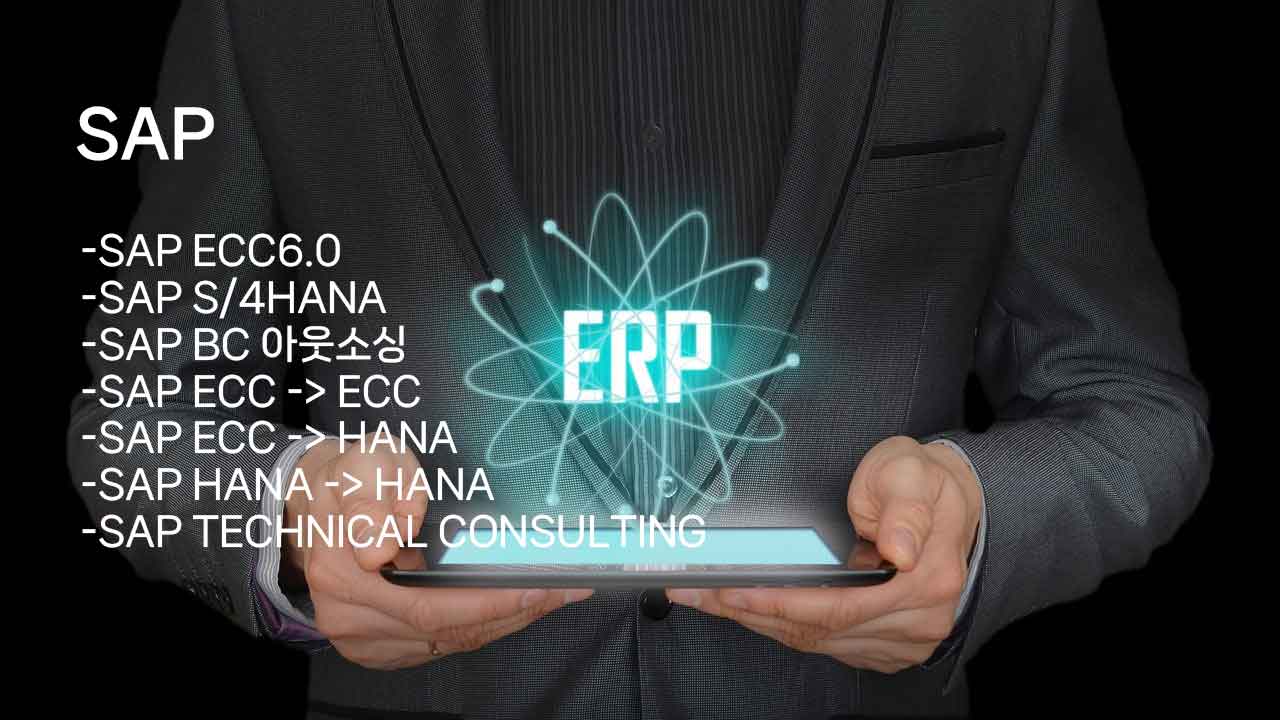 SAP
-SAP ECC6.0
-SAP S/4HANA
-SAP BC 아웃소싱
-SAP ECC -> ECC
-SAP ECC -> HANA
-SAP HANA -> HANA
-SAP TECHNICAL CONSULTING
ERP